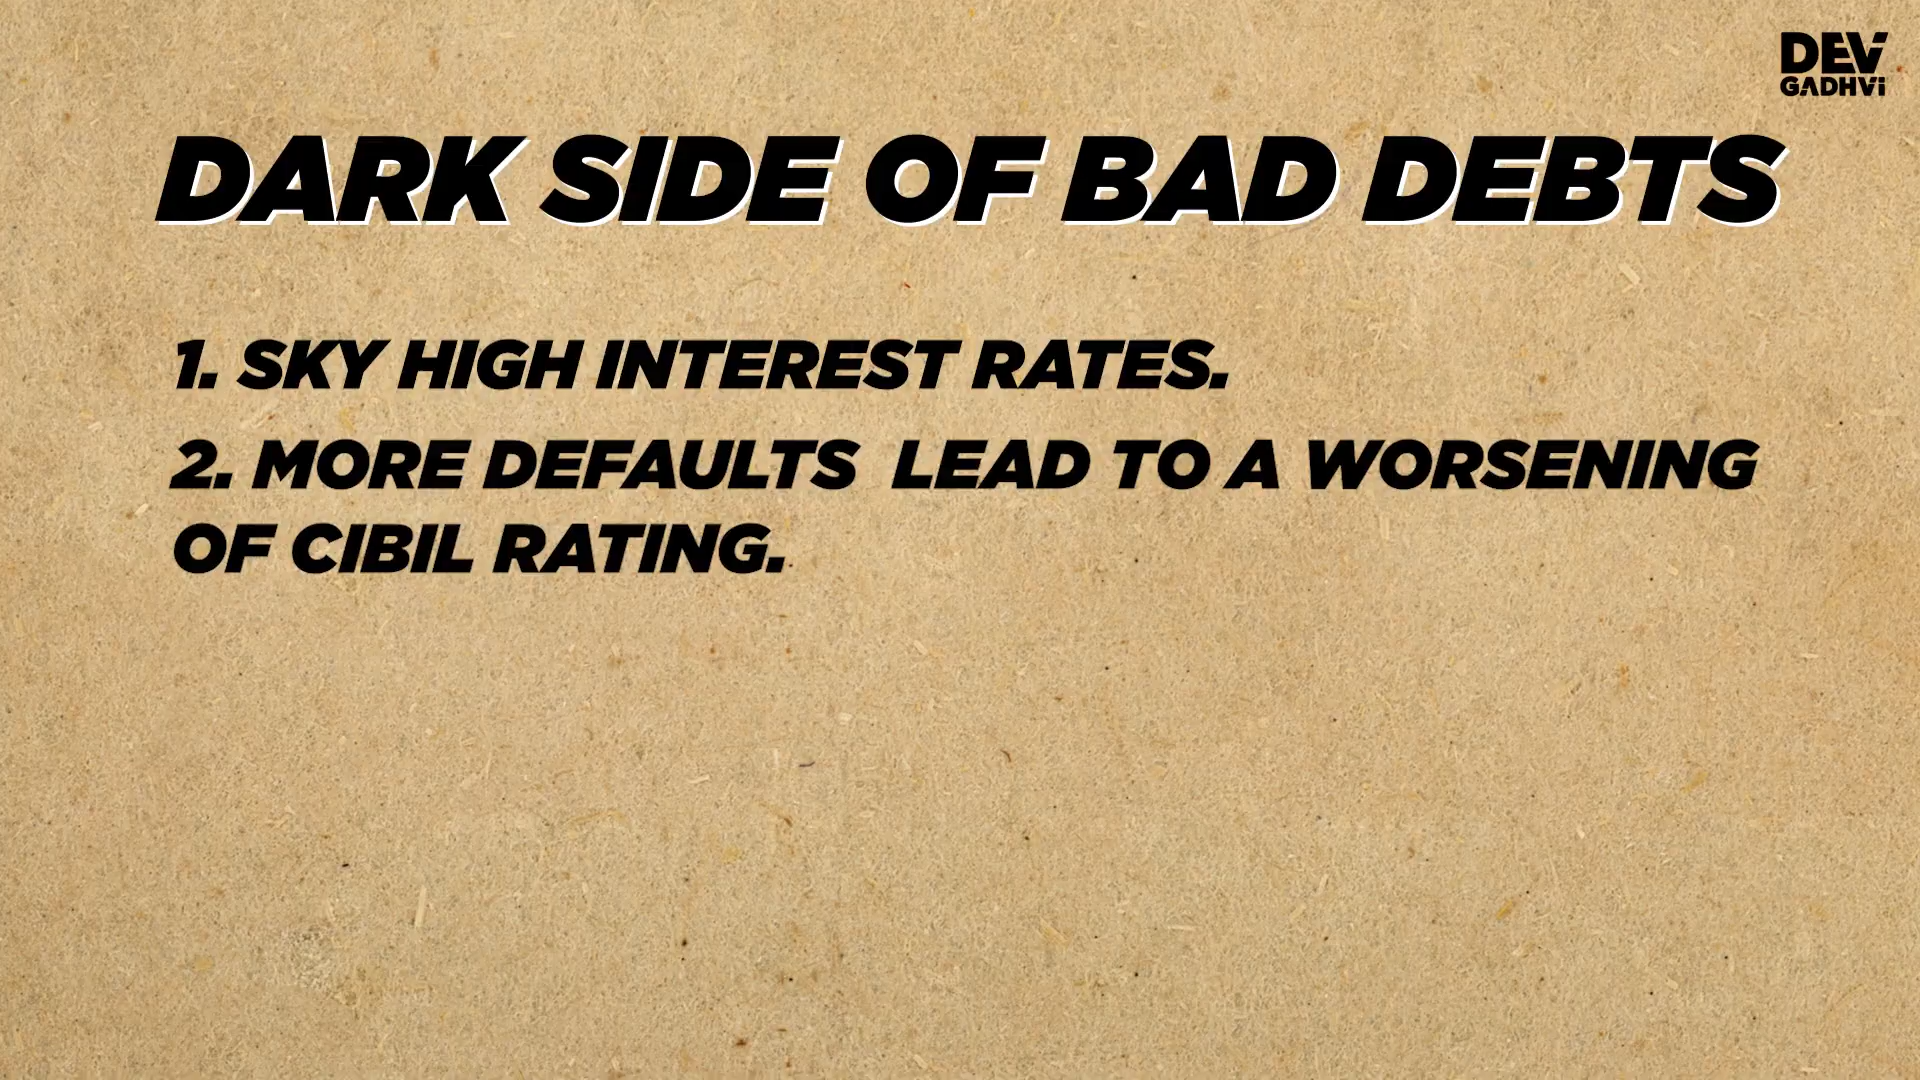 DEV
GADHVi
DARK SIDE OF BAD DEBTS
1. SKY HIGH INTEREST RATES.
2. MORE DEFAULTS LEAD TO A WORSENING
OF CIBIL RATING.